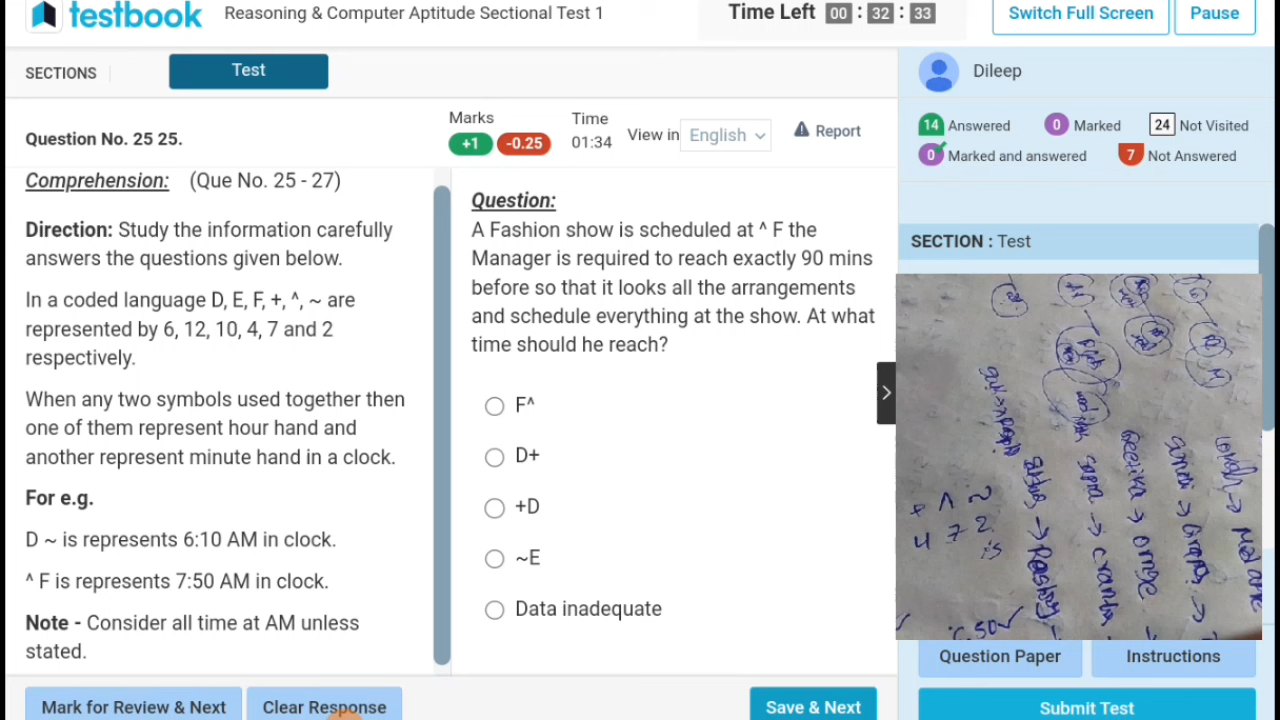 testbook
Reasoning & Computer Aptitude Sectional Test 1
Time Left 00 : 32 : 33
Switch Full Screen
Pause
SECTIONS
Test
Dileep
Question No. 25 25.
Marks
+1 -0.25
Time
01:34
View in English
Report
14 Answered
0 Marked
24 Not Visited
0 Marked and answered
7 Not Answered
SECTION : Test
Comprehension: (Que No. 25 - 27)
Direction: Study the information carefully
answers the questions given below.
In a coded language D, E, F, +, ^, ~ are
represented by 6, 12, 10, 4, 7 and 2
respectively.
When any two symbols used together then
one of them represent hour hand and
another represent minute hand in a clock.
For e.g.
D ~ is represents 6:10 AM in clock.
^ F is represents 7:50 AM in clock.
Note - Consider all time at AM unless
stated.
Question:
A Fashion show is scheduled at ^ F the
Manager is required to reach exactly 90 mins
before so that it looks all the arrangements
and schedule everything at the show. At what
time should he reach?
F^
D+
+D
~E
Data inadequate
Mark for Review & Next
Clear Response
Save & Next
Question Paper
Instructions
Submit Test